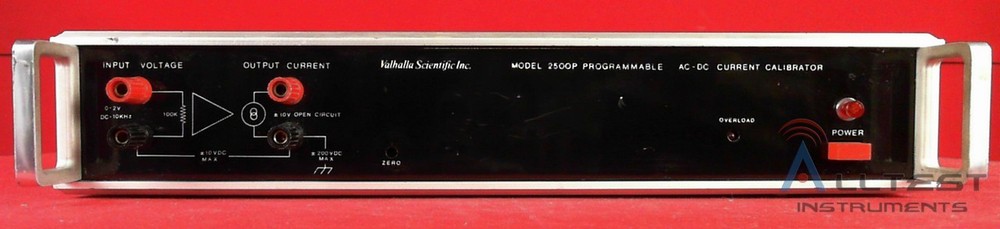 INPUT VOLTAGE
OUTPUT CURRENT
Valhalla Scientific Inc.
MODEL 2500P PROGRAMMABLE AC-DC CURRENT CALIBRATOR
0-2V
DC-10KHz
100K
±10V OPEN CIRCUIT
±10VDC
MAX
±200VDC
MAX
ZERO
OVERLOAD
POWER
ALLTEST
INSTRUMENTS